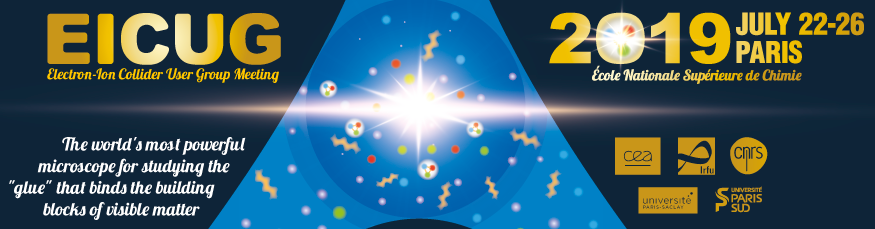 EICUG
Electron-Ion Collider User Group Meeting
The world's most powerful
microscope for studying the
"glue" that binds the building
blocks of visible matter
2019
JULY 22-26
PARIS
École Nationale Supérieure de Chimie
cea
Irfu
cnrs
université
PARIS-SACLAY
UNIVERSITÉ
PARIS
SUD